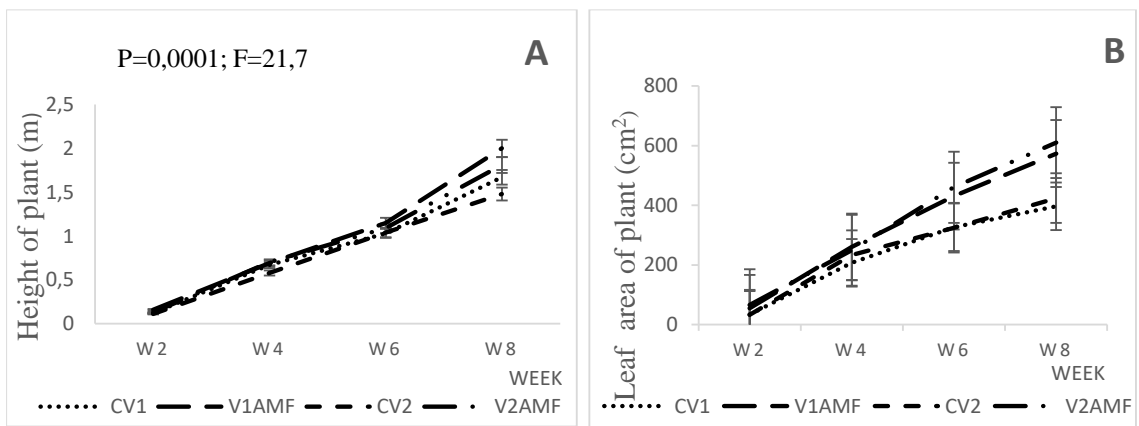 A
P=0,0001; F=21,7
Height of plant (m)
2,5
2
1,5
1
0,5
0
W 2 W 4 W 6 W 8
WEEK
CV1 V1AMF CV2 V2AMF
B
Leaf area of plant (cm²)
800
600
400
200
0
W 2 W 4 W 6 W 8
WEEK
CV1 V1AMF CV2 V2AMF